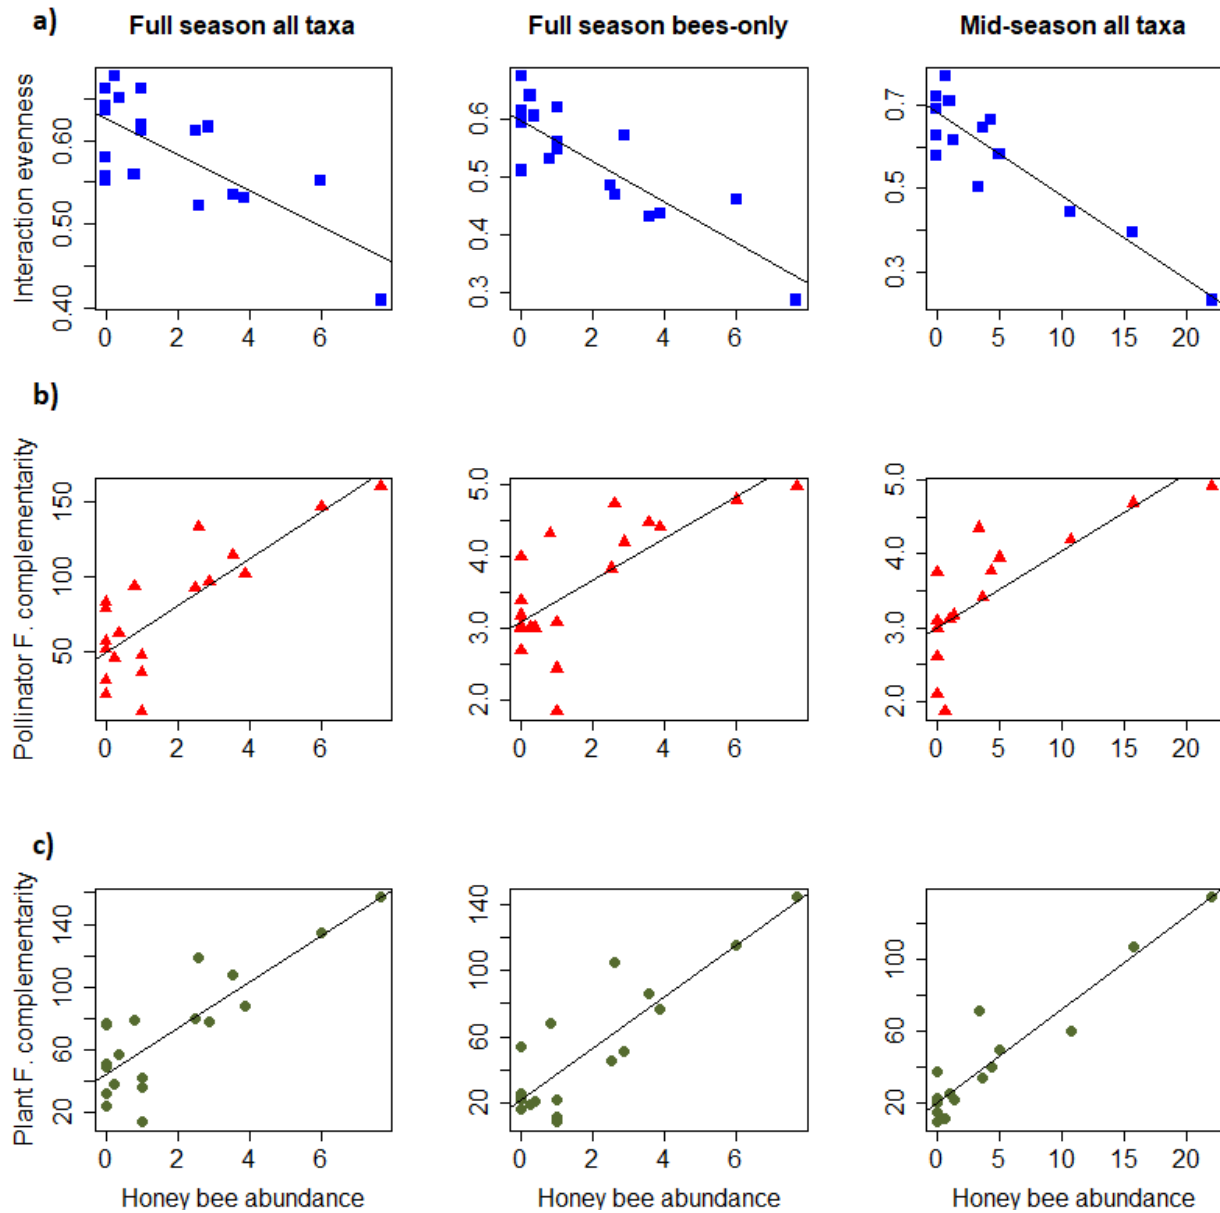 a)
Full season all taxa
Full season bees-only
Mid-season all taxa
Interaction evenness
0.40 0.50 0.60
0 2 4 6
0.3 0.4 0.5 0.6
0 2 4 6
0.3 0.5 0.7
0 5 10 15 20
b)
Pollinator F. complementarity
50 100 150
0 2 4 6
2.0 3.0 4.0 5.0
0 2 4 6
2.0 3.0 4.0 5.0
0 5 10 15 20
c)
Plant F. complementarity
20 60 100 140
0 2 4 6
20 60 100 140
0 2 4 6
20 60 100
0 5 10 15 20
Honey bee abundance
Honey bee abundance
Honey bee abundance